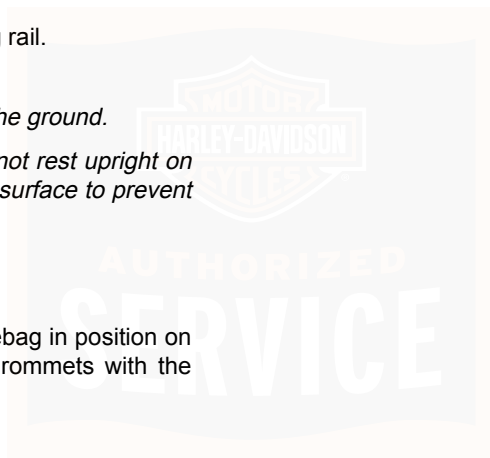 rail.
he ground.
not rest upright on
surface to prevent
MOTOR
HARLEY-DAVIDSON
CYCLES
AUTHORIZED
SERVICE
ebag in position on
rommets with the